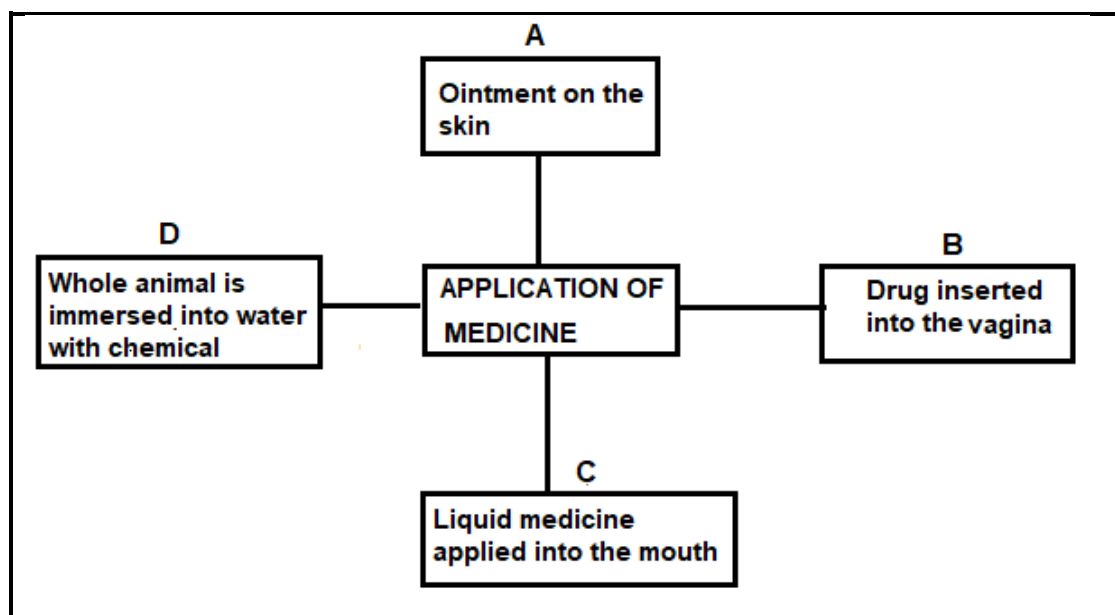 A
Ointment on the
skin
D
Whole animal is
immersed into water
with chemical
APPLICATION OF
MEDICINE
B
Drug inserted
into the vagina
C
Liquid medicine
applied into the mouth